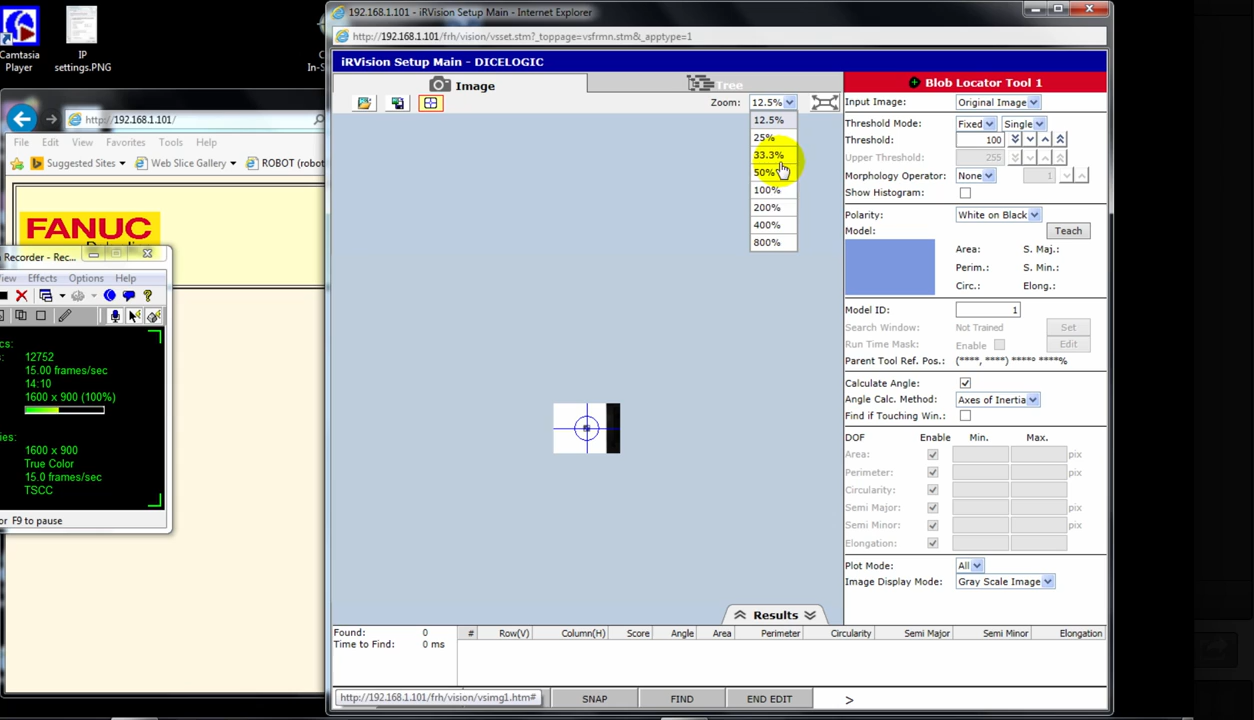 Camtasia
Player
IP
settings.PNG
In-S
http://192.168.1.101/
File Edit View Favorites Tools Help
Suggested Sites Web Slice Gallery ROBOT (robot
FANUC
Recorder - Rec...
iew Effects Options Help
cs:
s: 12752
15.00 frames/sec
14:10
1600 x 900 (100%)
ies:
1600 x 900
True Color
15.0 frames/sec
TSCC
or F9 to pause
192.168.1.101 - iRVision Setup Main - Internet Explorer
http://192.168.1.101/frh/vision/vsset.stm?_toppage=vsfrmn.stm&_apptype=1
iRVision Setup Main - DICELOGIC
Image
Tree
Zoom: 12.5%
12.5%
25%
33.3%
50%
100%
200%
400%
800%
Blob Locator Tool 1
Input Image: Original Image
Threshold Mode: Fixed Single
Threshold: 100
Upper Threshold: 255
Morphology Operator: None 1
Show Histogram:
Polarity: White on Black
Model: Teach
Area: S. Maj.:
Perim.: S. Min.:
Circ.: Elong.:
Model ID: 1
Search Window: Not Trained Set
Run Time Mask: Enable Edit
Parent Tool Ref. Pos.: (****, ****) ****° ****%
Calculate Angle:
Angle Calc. Method: Axes of Inertia
Find if Touching Win.:
DOF Enable Min. Max.
Area: pix
Perimeter: pix
Circularity:
Semi Major: pix
Semi Minor: pix
Elongation:
Plot Mode: All
Image Display Mode: Gray Scale Image
Results
Found: 0
Time to Find: 0 ms
# Row(V) Column(H) Score Angle Area Perimeter Circularity Semi Major Semi Minor Elongation
http://192.168.1.101/frh/vision/vsimg1.htm#
SNAP FIND END EDIT >